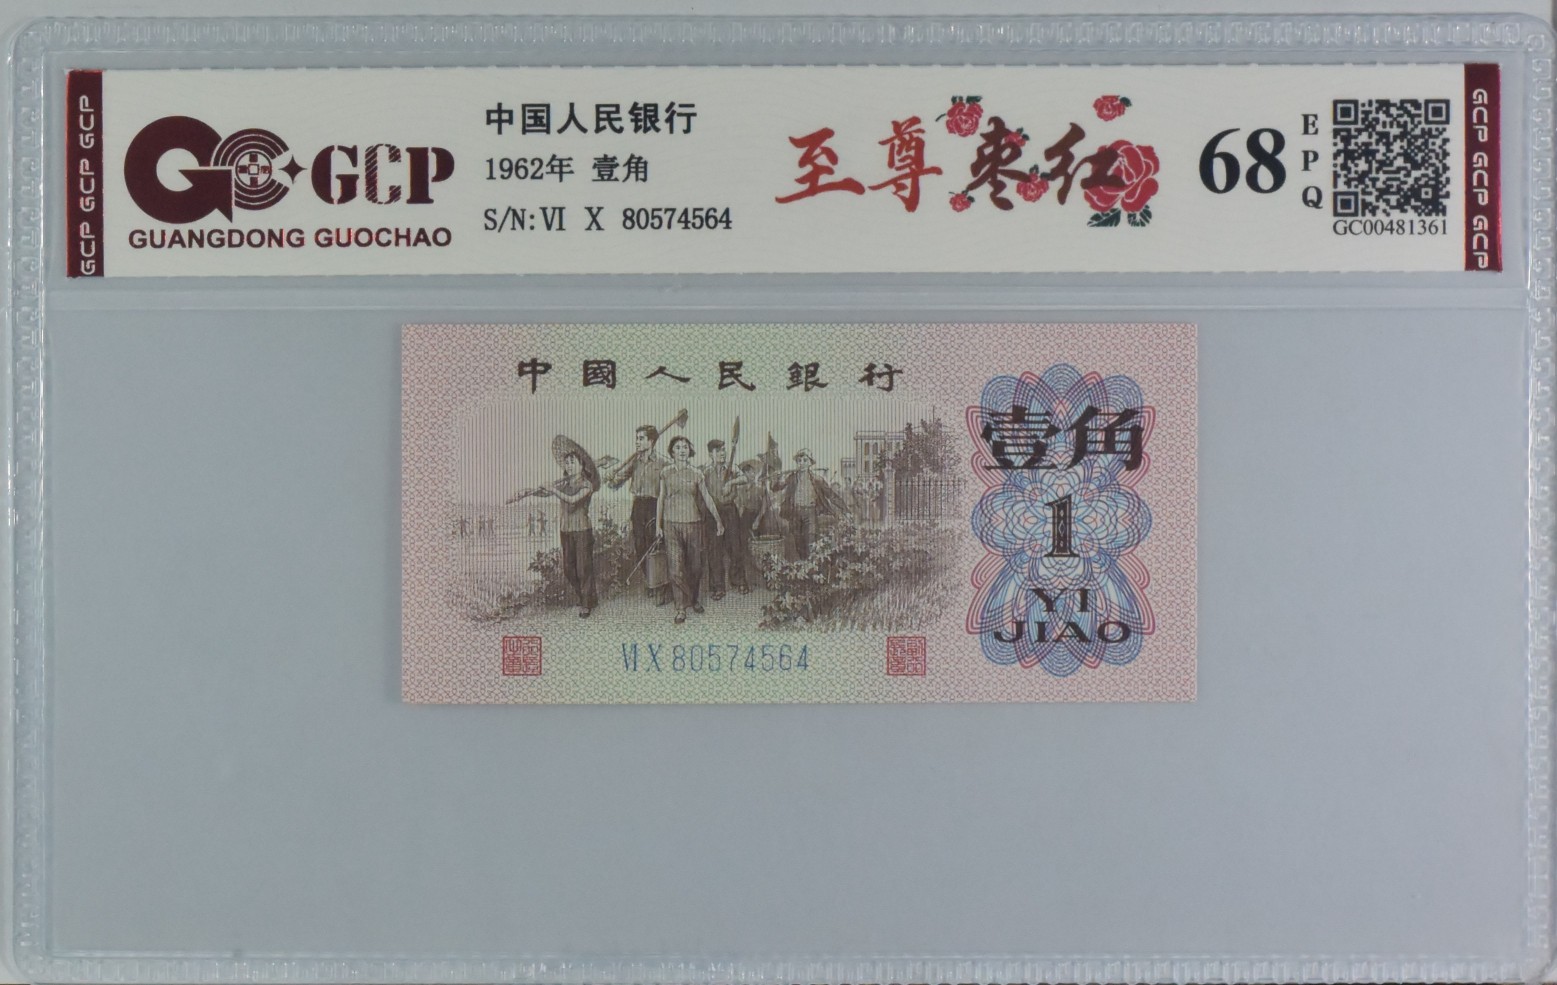 GCP GCP GCP
GCP
GUANGDONG GUOCHAO
中国人民银行
1962年 壹角
S/N:Ⅵ X 80574564
至尊枣红
68
EPQ
GC00481361
GCP GCP GCP
中國人民銀行
壹角
1
YI
JIAO
ⅥX80574564